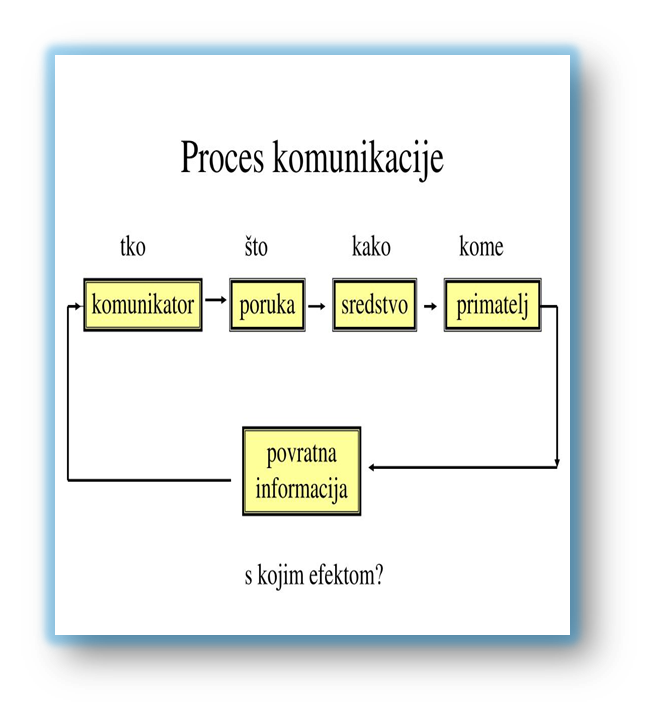 Proces komunikacije
tko što kako kome
komunikator poruka sredstvo primatelj
povratna
informacija
s kojim efektom?